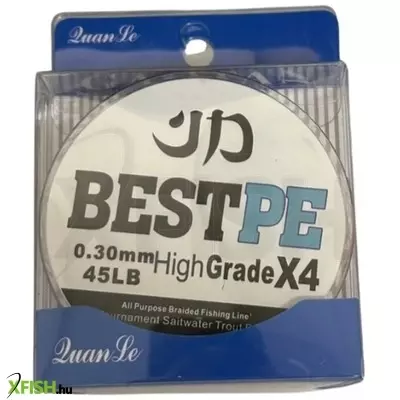 Quan Le
BESTPE
0.30mm High Grade X4
45LB
All Purpose Braided Fishing Line
Saltwater Trout
Quan Le
XFISH.hu